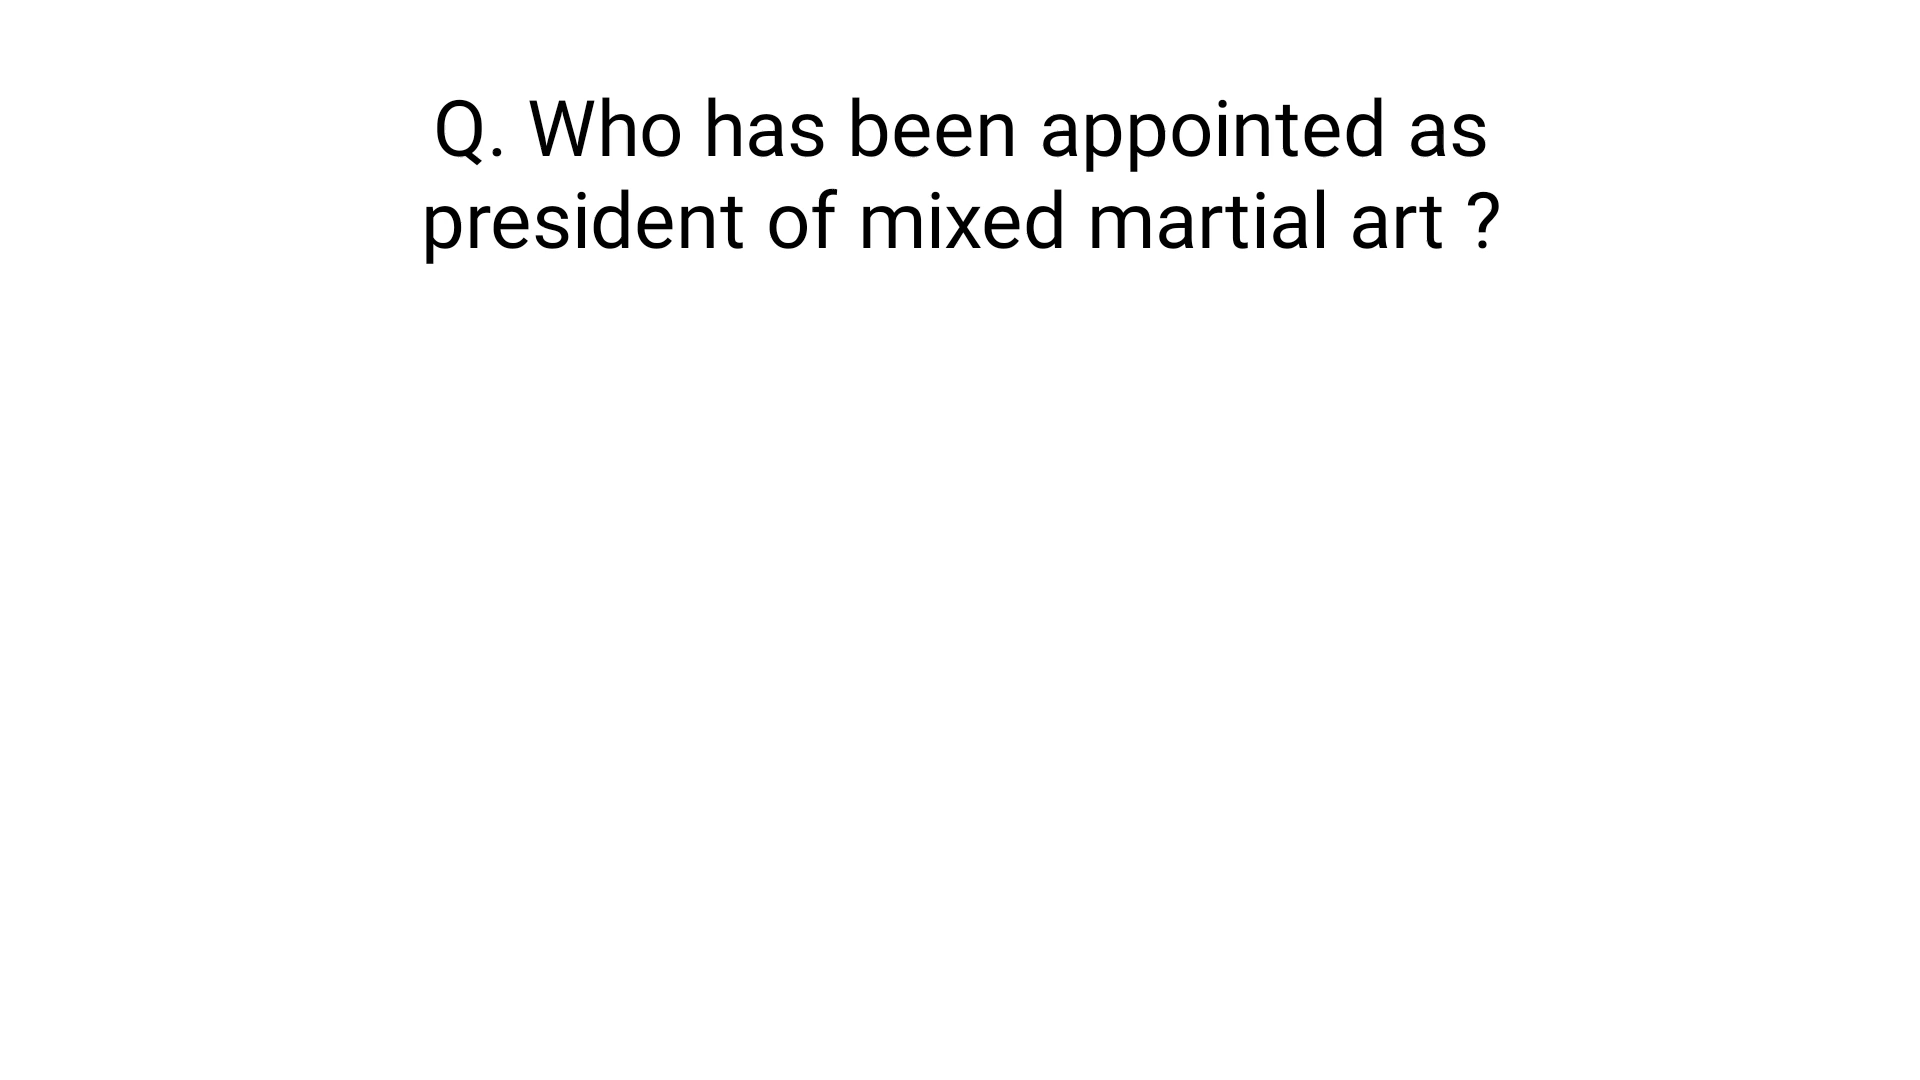 Q. Who has been appointed as
president of mixed martial art ?